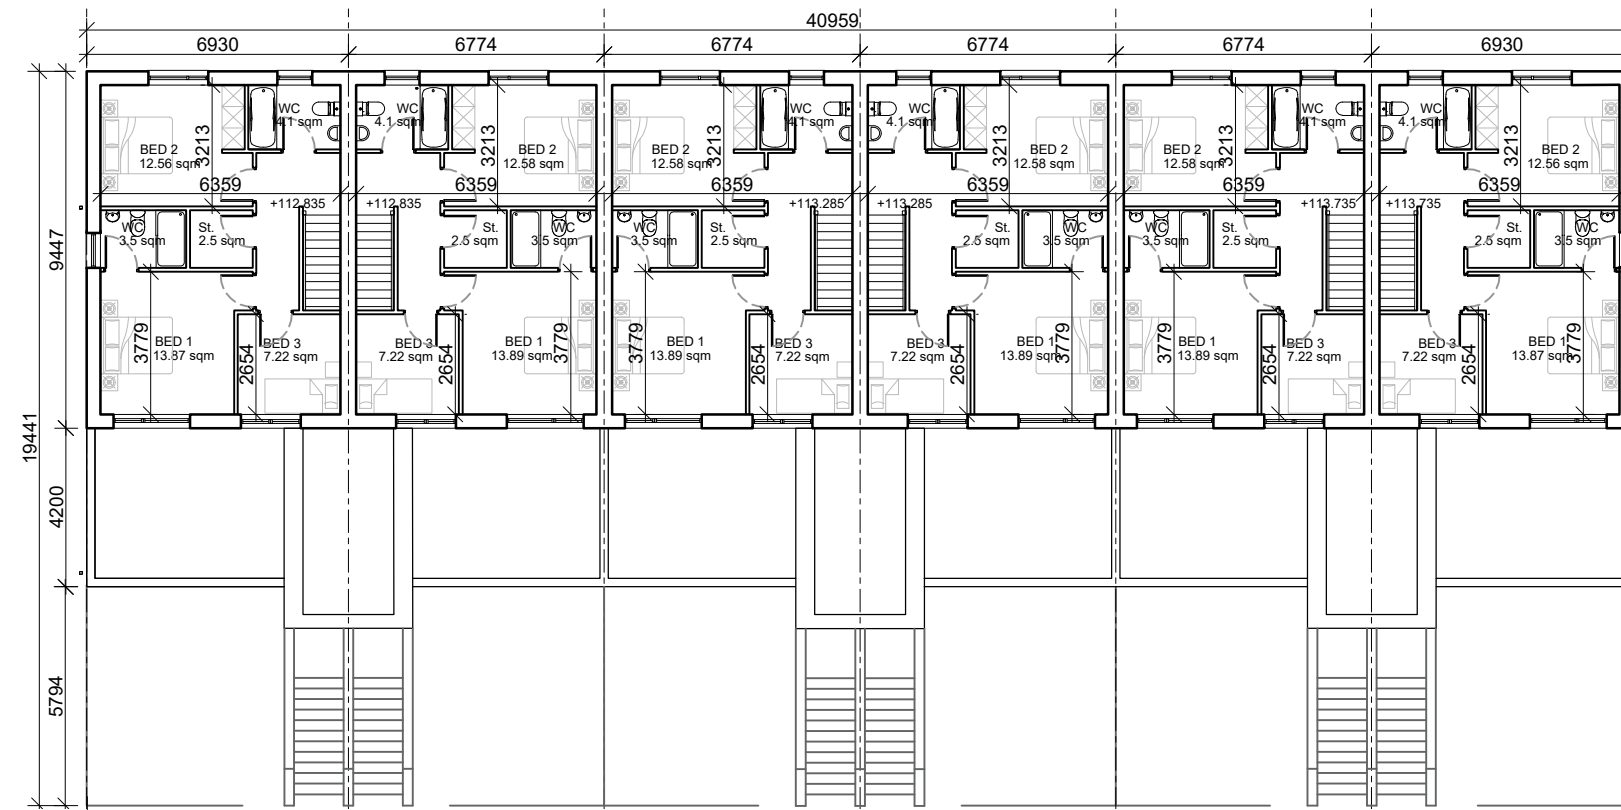 40959
6930 6774 6774 6774 6774 6930
WC WC WC WC WC WC
4.1 sqm 4.1 sqm 4.1 sqm 4.1 sqm 4.1 sqm 4.1 sqm
3213 3213 3213 3213 3213 3213
BED 2 BED 2 BED 2 BED 2 BED 2 BED 2
12.56 sqm 12.58 sqm 12.58 sqm 12.58 sqm 12.58 sqm 12.56 sqm
6359 6359 6359 6359 6359 6359
+112.835 +112.835 +113.285 +113.285 +113.735 +113.735
WC St. St. WC WC St. St. WC WC St. St. WC
3.5 sqm 2.5 sqm 2.5 sqm 3.5 sqm 3.5 sqm 2.5 sqm 2.5 sqm 3.5 sqm 3.5 sqm 2.5 sqm 2.5 sqm 3.5 sqm
9447
BED 1 BED 3 BED 3 BED 1 BED 1 BED 3 BED 3 BED 1 BED 1 BED 3 BED 3 BED 1
13.87 sqm 7.22 sqm 7.22 sqm 13.89 sqm 13.89 sqm 7.22 sqm 7.22 sqm 13.89 sqm 13.89 sqm 7.22 sqm 7.22 sqm 13.87 sqm
3779 2654 2654 3779 3779 2654 2654 3779 3779 2654 2654 3779
19441
4200
5794